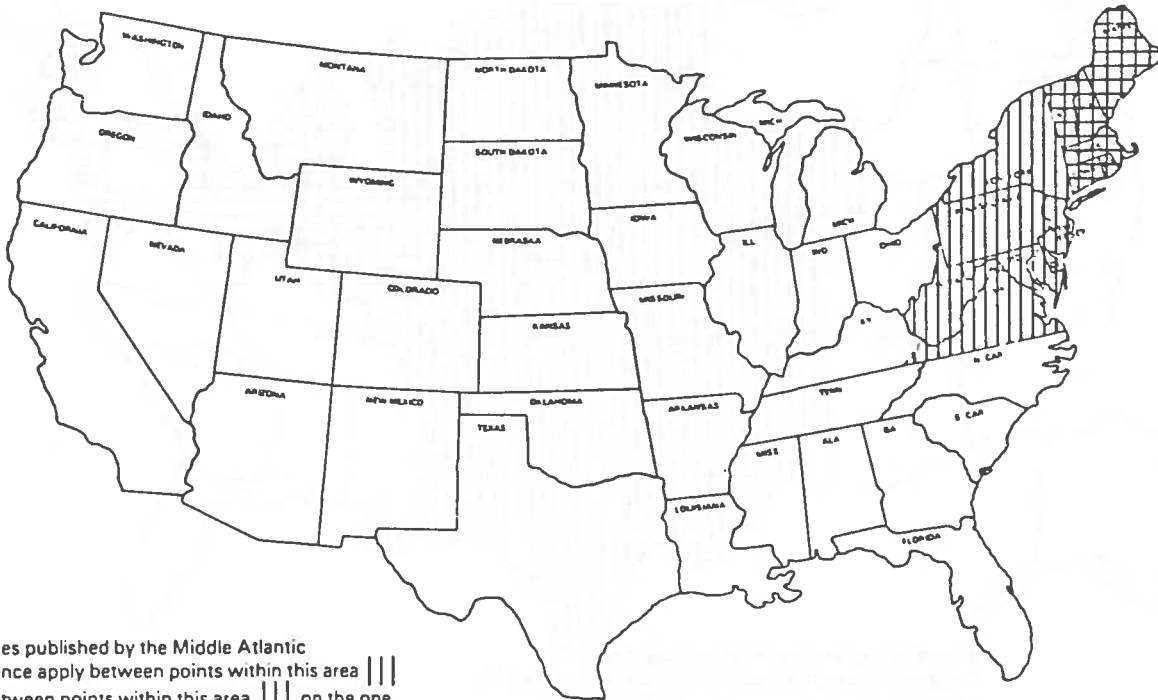 WASHINGTON
MONTANA
NORTH DAKOTA
MINNESOTA
IDAHO
OREGON
WISCONSIN
MICH
SOUTH DAKOTA
WYOMING
IOWA
CALIFORNIA
NEVADA
NEBRASKA
ILL
IND
MICH
OHIO
UTAH
COLORADO
MISSOURI
KANSAS
KY
N CAR
ARIZONA
NEW MEXICO
OKLAHOMA
ARKANSAS
TENN
TEXAS
MISS
ALA
GA
S CAR
LOUISIANA
FLORIDA
es published by the Middle Atlantic
nce apply between points within this area
tween points within this area ||| on the one